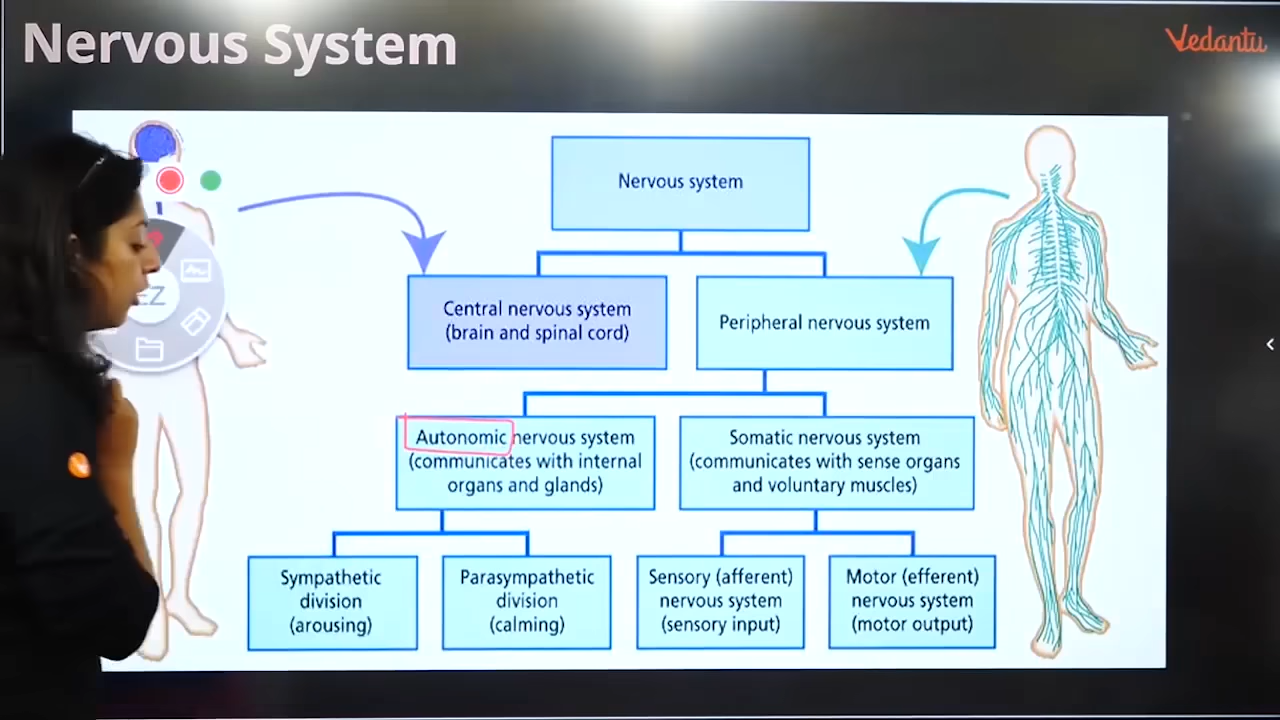 Nervous System
Vedantu
Nervous system
Central nervous system
(brain and spinal cord)
Peripheral nervous system
Autonomic nervous system
(communicates with internal
organs and glands)
Somatic nervous system
(communicates with sense organs
and voluntary muscles)
Sympathetic
division
(arousing)
Parasympathetic
division
(calming)
Sensory (afferent)
nervous system
(sensory input)
Motor (efferent)
nervous system
(motor output)
EZ